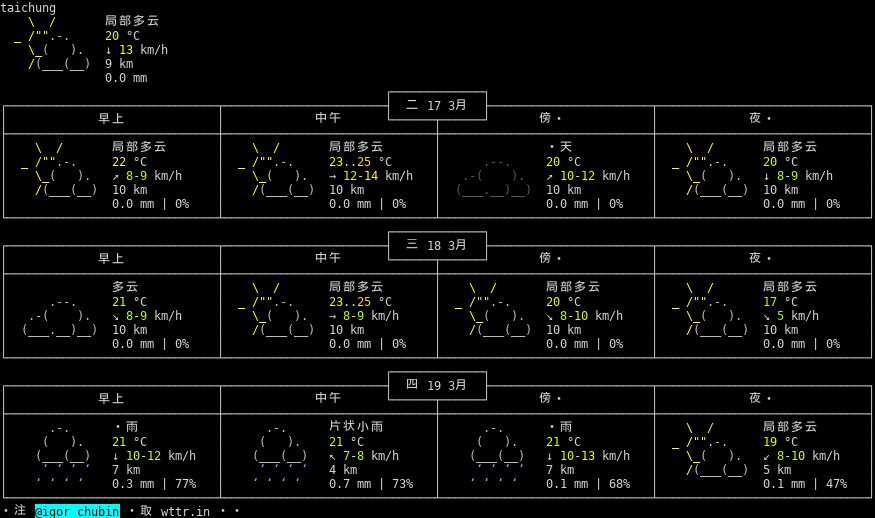 taichung
局部多云
20 °C
↓ 13 km/h
9 km
0.0 mm
二 17 3月
早上 中午 傍・ 夜・
局部多云 局部多云 ・天 局部多云
22 °C 23..25 °C 20 °C 20 °C
↗ 8-9 km/h → 12-14 km/h ↗ 10-12 km/h ↓ 8-9 km/h
10 km 10 km 10 km 10 km
0.0 mm | 0% 0.0 mm | 0% 0.0 mm | 0% 0.0 mm | 0%
三 18 3月
早上 中午 傍・ 夜・
多云 局部多云 局部多云 局部多云
21 °C 23..25 °C 20 °C 17 °C
↘ 8-9 km/h → 8-9 km/h ↘ 8-10 km/h ↘ 5 km/h
10 km 10 km 10 km 10 km
0.0 mm | 0% 0.0 mm | 0% 0.0 mm | 0% 0.0 mm | 0%
四 19 3月
早上 中午 傍・ 夜・
・雨 片状小雨 ・雨 局部多云
21 °C 21 °C 21 °C 19 °C
↓ 10-12 km/h ↖ 7-8 km/h ↓ 10-13 km/h ↙ 8-10 km/h
7 km 4 km 7 km 5 km
0.3 mm | 77% 0.7 mm | 73% 0.1 mm | 68% 0.1 mm | 47%
・注 @igor_chubin ・取 wttr.in ・・